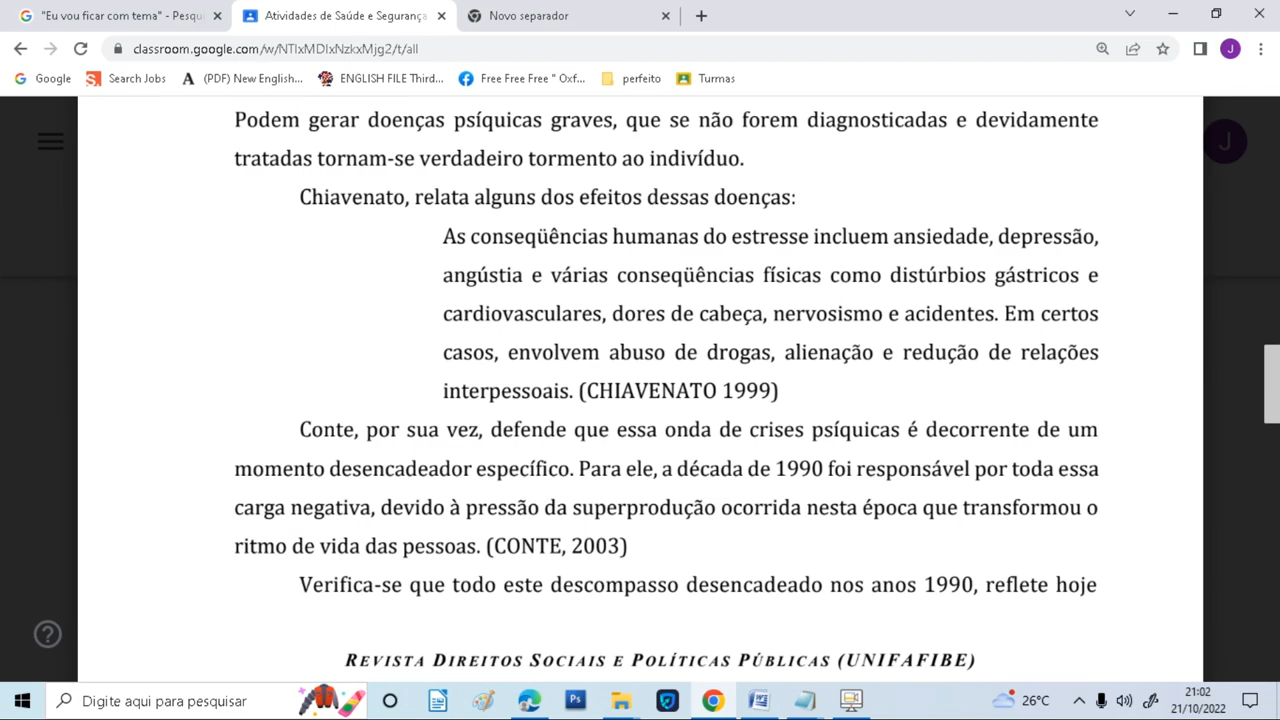 "Eu vou ficar com tema" - Pesqu
Atividades de Saúde e Segurança
Novo separador
classroom.google.com/w/NTIxMDIxNzkxMjg2/t/all
J
Google
Search Jobs
(PDF) New English...
ENGLISH FILE Third...
Free Free Free " Oxf...
perfeito
Turmas
J
Podem gerar doenças psíquicas graves, que se não forem diagnosticadas e devidamente
tratadas tornam-se verdadeiro tormento ao indivíduo.
Chiavenato, relata alguns dos efeitos dessas doenças:
As conseqüências humanas do estresse incluem ansiedade, depressão,
angústia e várias conseqüências físicas como distúrbios gástricos e
cardiovasculares, dores de cabeça, nervosismo e acidentes. Em certos
casos, envolvem abuso de drogas, alienação e redução de relações
interpessoais. (CHIAVENATO 1999)
Conte, por sua vez, defende que essa onda de crises psíquicas é decorrente de um
momento desencadeador específico. Para ele, a década de 1990 foi responsável por toda essa
carga negativa, devido à pressão da superprodução ocorrida nesta época que transformou o
ritmo de vida das pessoas. (CONTE, 2003)
Verifica-se que todo este descompasso desencadeado nos anos 1990, reflete hoje
REVISTA DIREITOS SOCIAIS E POLÍTICAS PÚBLICAS (UNIFAFIBE)
Digite aqui para pesquisar
26°C
21:02
21/10/2022